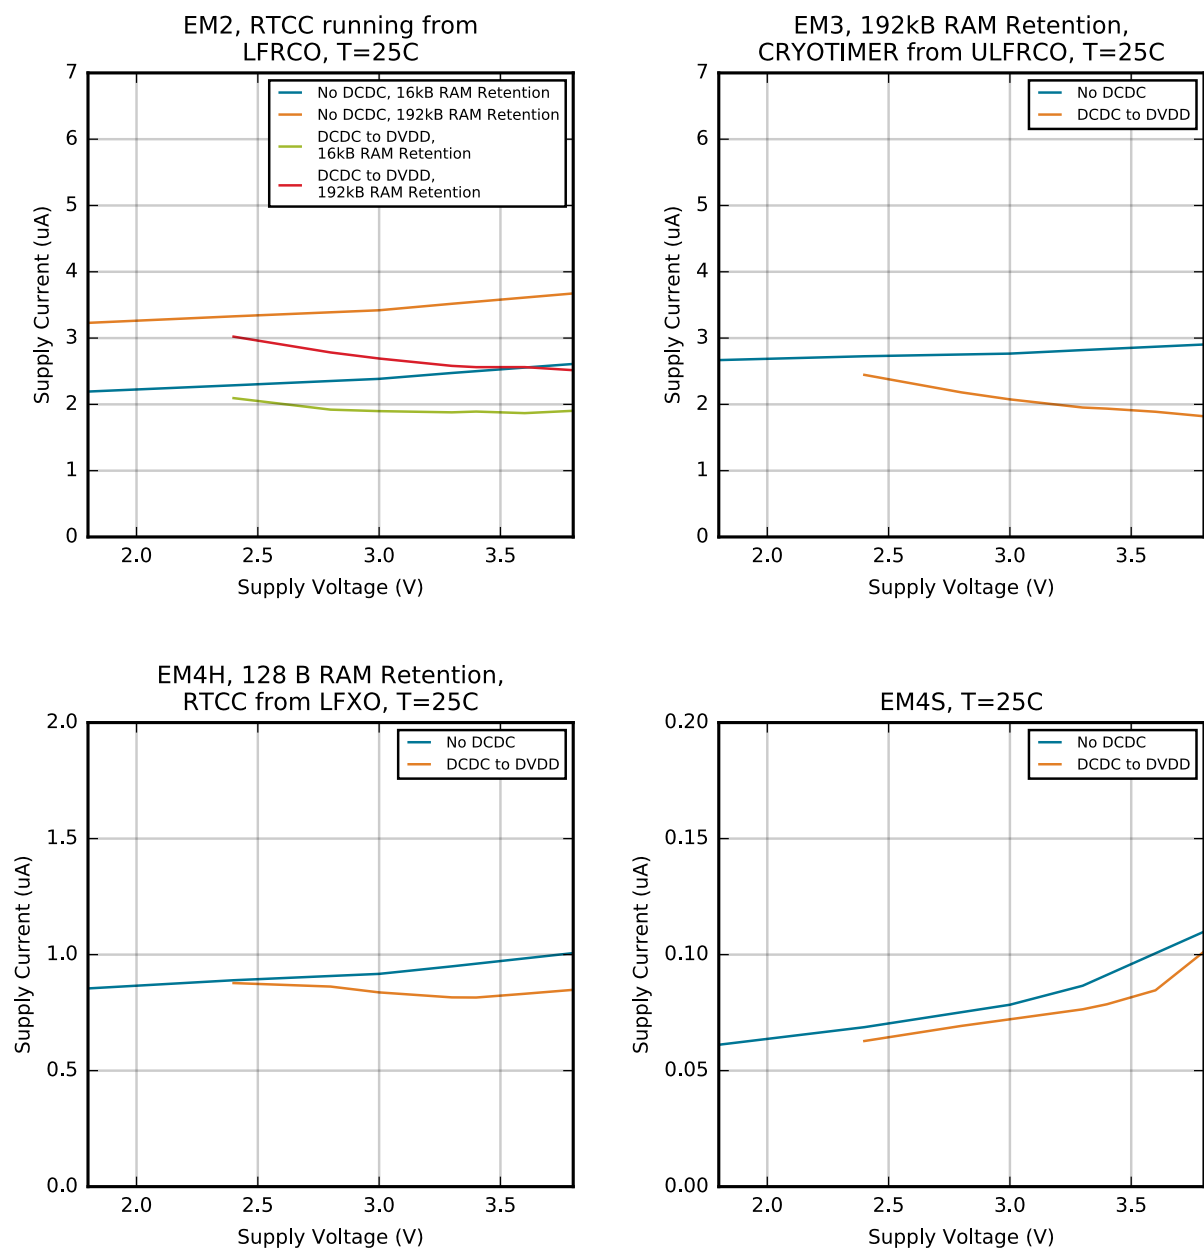 EM2, RTCC running from
LFRCO, T=25C
7
6
5
4
3
2
1
0
Supply Current (uA)
No DCDC, 16kB RAM Retention
No DCDC, 192kB RAM Retention
DCDC to DVDD,
16kB RAM Retention
DCDC to DVDD,
192kB RAM Retention
2.0 2.5 3.0 3.5
Supply Voltage (V)
EM3, 192kB RAM Retention,
CRYOTIMER from ULFRCO, T=25C
7
6
5
4
3
2
1
0
Supply Current (uA)
No DCDC
DCDC to DVDD
2.0 2.5 3.0 3.5
Supply Voltage (V)
EM4H, 128 B RAM Retention,
RTCC from LFXO, T=25C
2.0
1.5
1.0
0.5
0.0
Supply Current (uA)
No DCDC
DCDC to DVDD
2.0 2.5 3.0 3.5
Supply Voltage (V)
EM4S, T=25C
0.20
0.15
0.10
0.05
0.00
Supply Current (uA)
No DCDC
DCDC to DVDD
2.0 2.5 3.0 3.5
Supply Voltage (V)